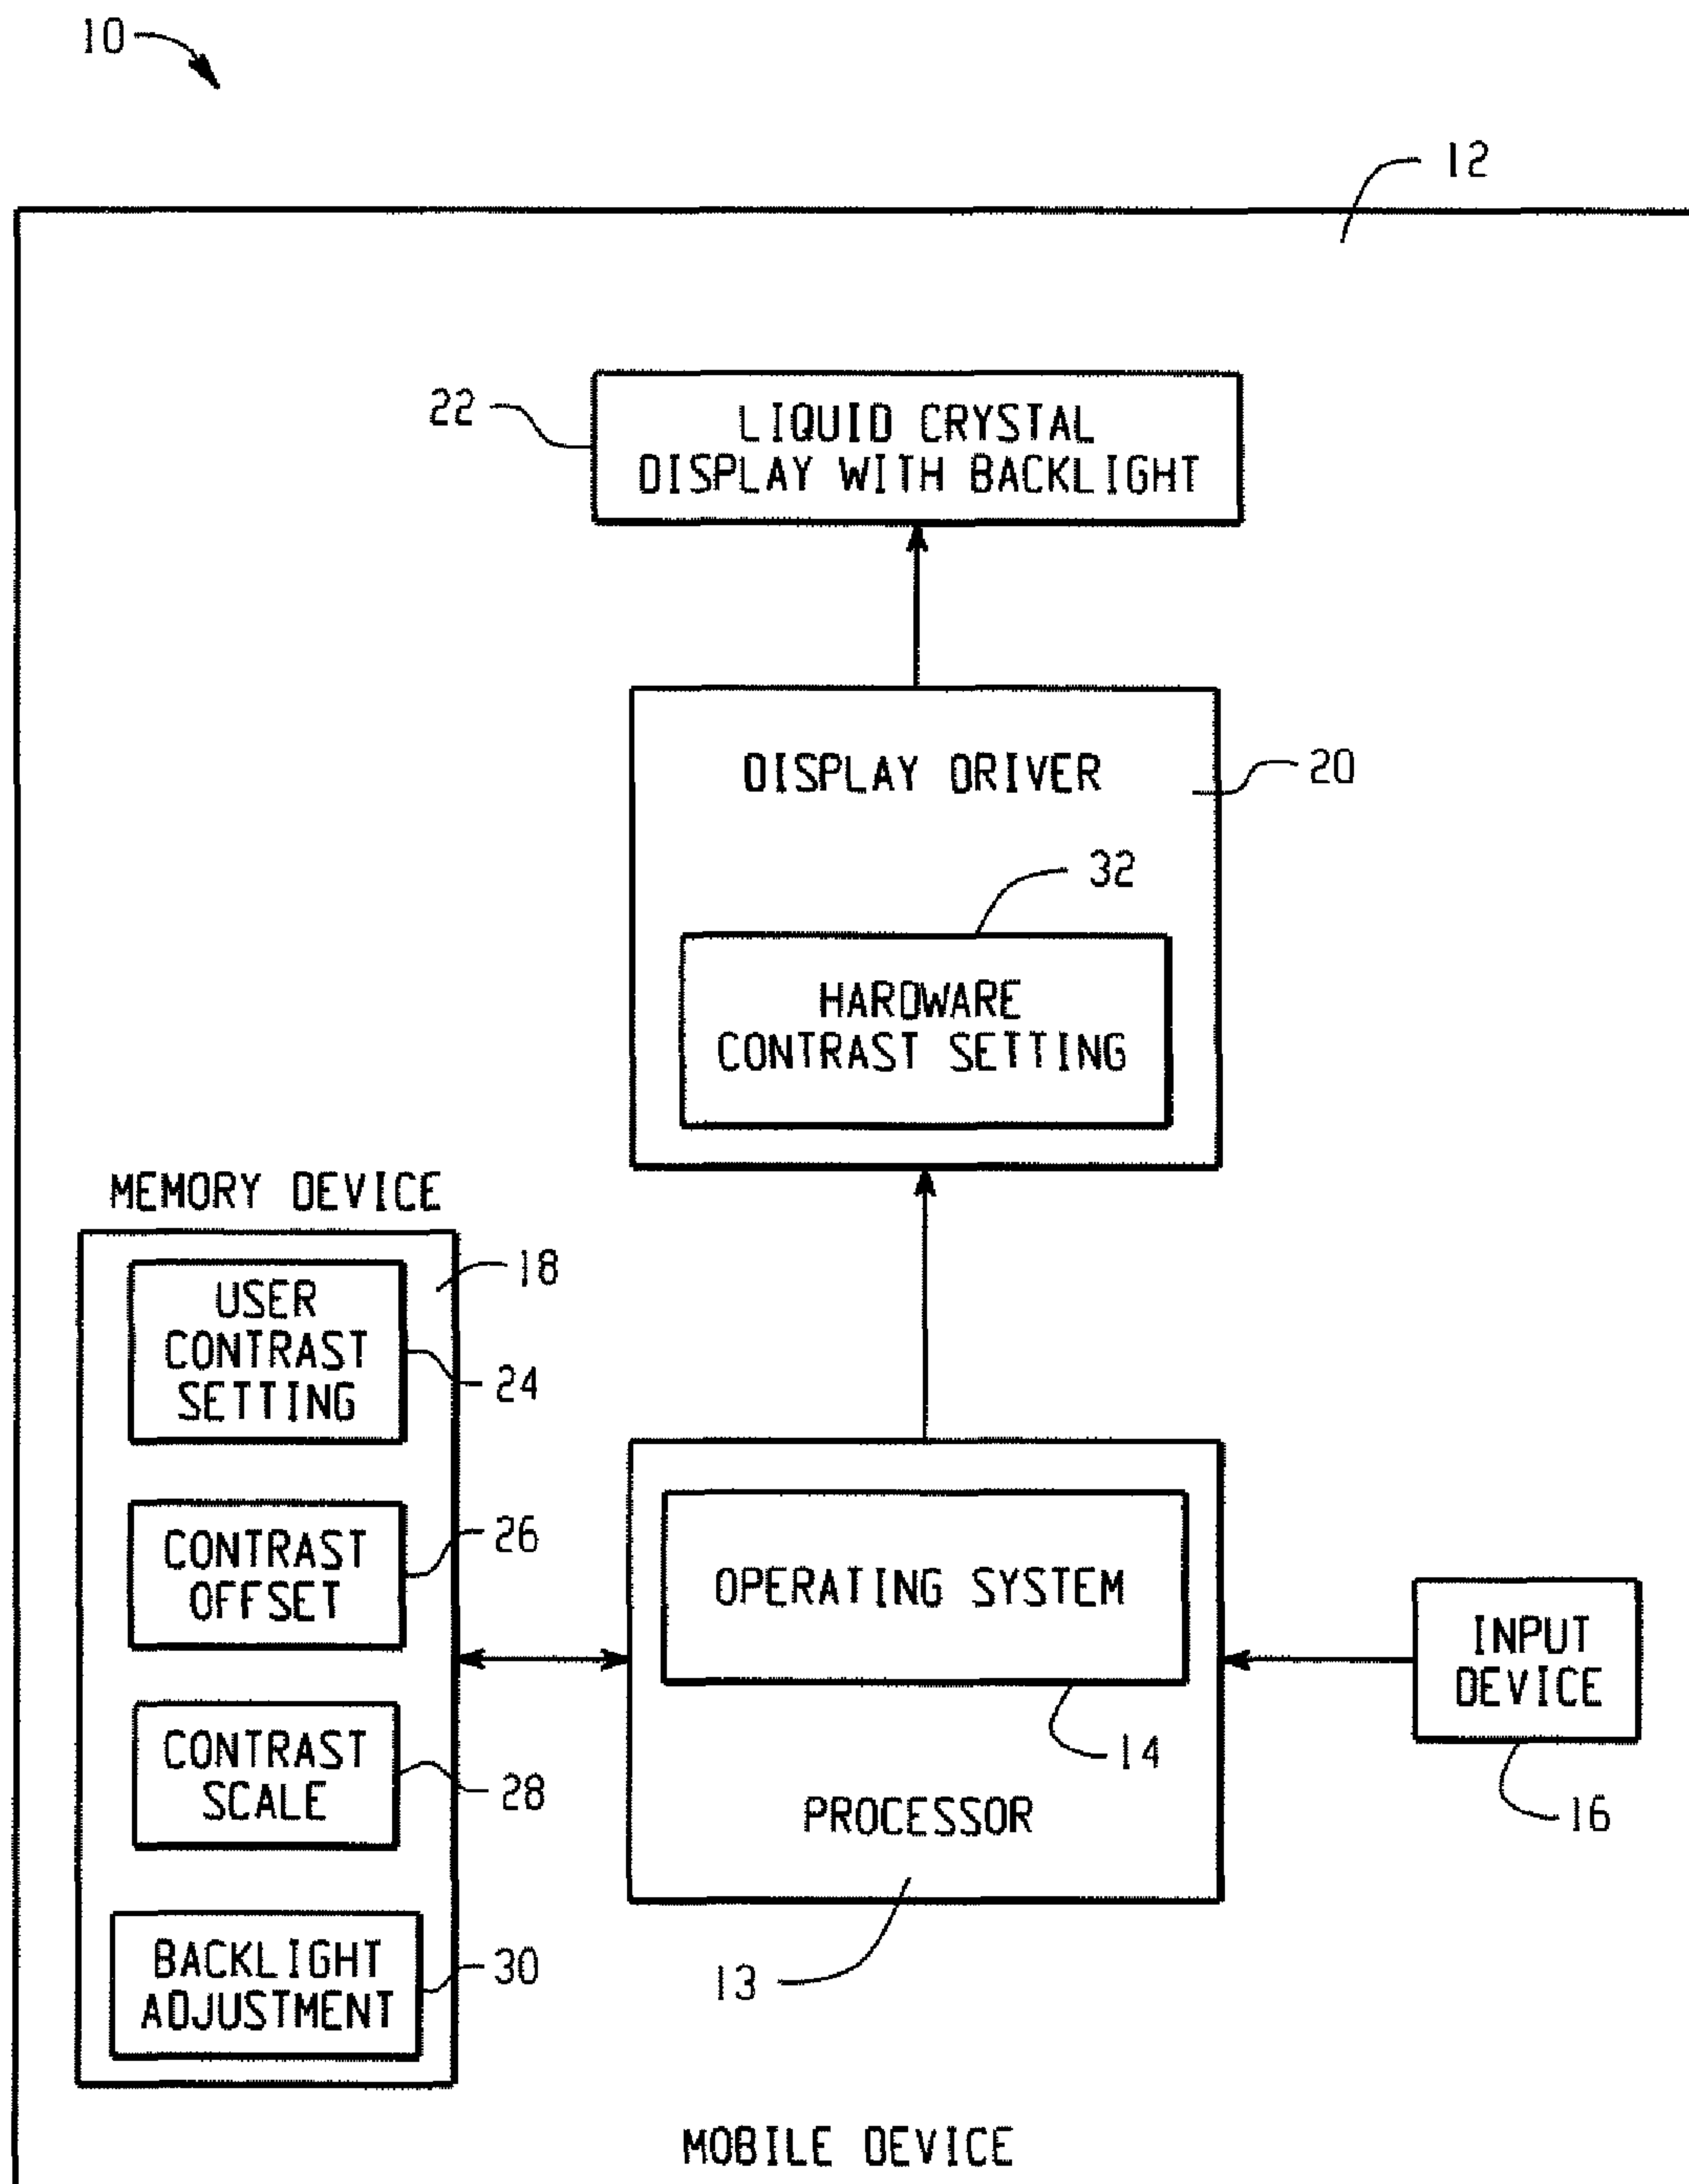 10
12
22
LIQUID CRYSTAL
DISPLAY WITH BACKLIGHT
DISPLAY DRIVER
20
32
HARDWARE
CONTRAST SETTING
MEMORY DEVICE
18
USER
CONTRAST
SETTING
24
CONTRAST
OFFSET
26
CONTRAST
SCALE
28
BACKLIGHT
ADJUSTMENT
30
OPERATING SYSTEM
14
PROCESSOR
13
INPUT
DEVICE
16
MOBILE DEVICE